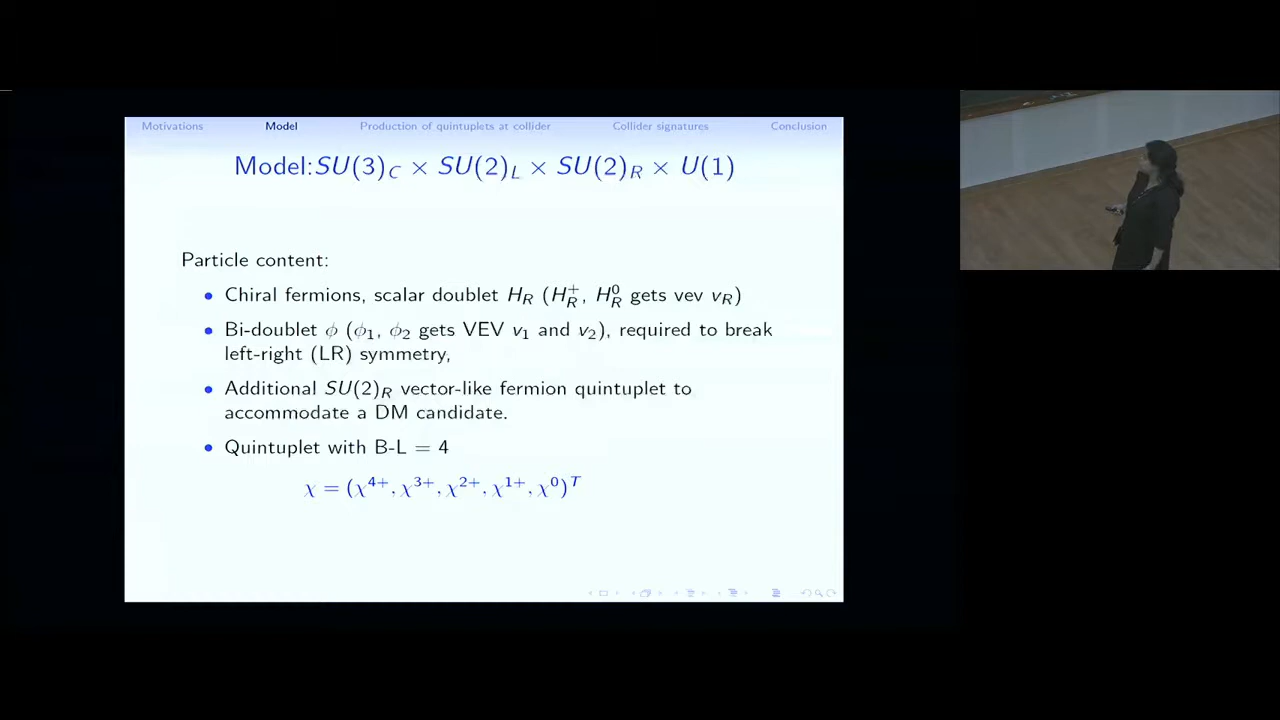 Motivations Model Production of quintuplets at collider Collider signatures Conclusion
Model:SU(3)_C × SU(2)_L × SU(2)_R × U(1)
Particle content:
• Chiral fermions, scalar doublet H_R (H_R^+, H_R^0 gets vev v_R)
• Bi-doublet ϕ (ϕ_1, ϕ_2 gets VEV v_1 and v_2), required to break
left-right (LR) symmetry,
• Additional SU(2)_R vector-like fermion quintuplet to
accommodate a DM candidate.
• Quintuplet with B-L = 4
χ = (χ^{4+}, χ^{3+}, χ^{2+}, χ^{1+}, χ^0)^T